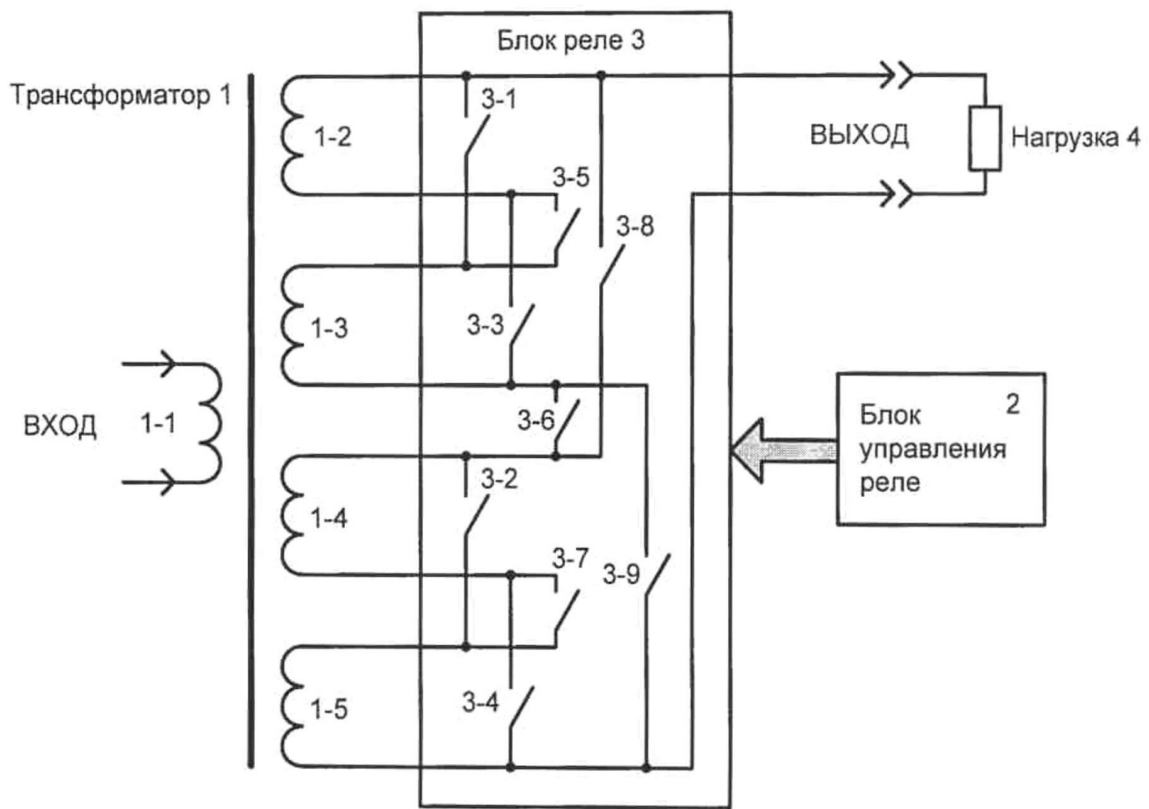 Блок реле 3
Трансформатор 1
3-1
1-2
ВЫХОД
Нагрузка 4
3-5
3-8
1-3
3-3
ВХОД
1-1
3-6
2
Блок
управления
реле
3-2
1-4
3-7
3-9
3-4
1-5